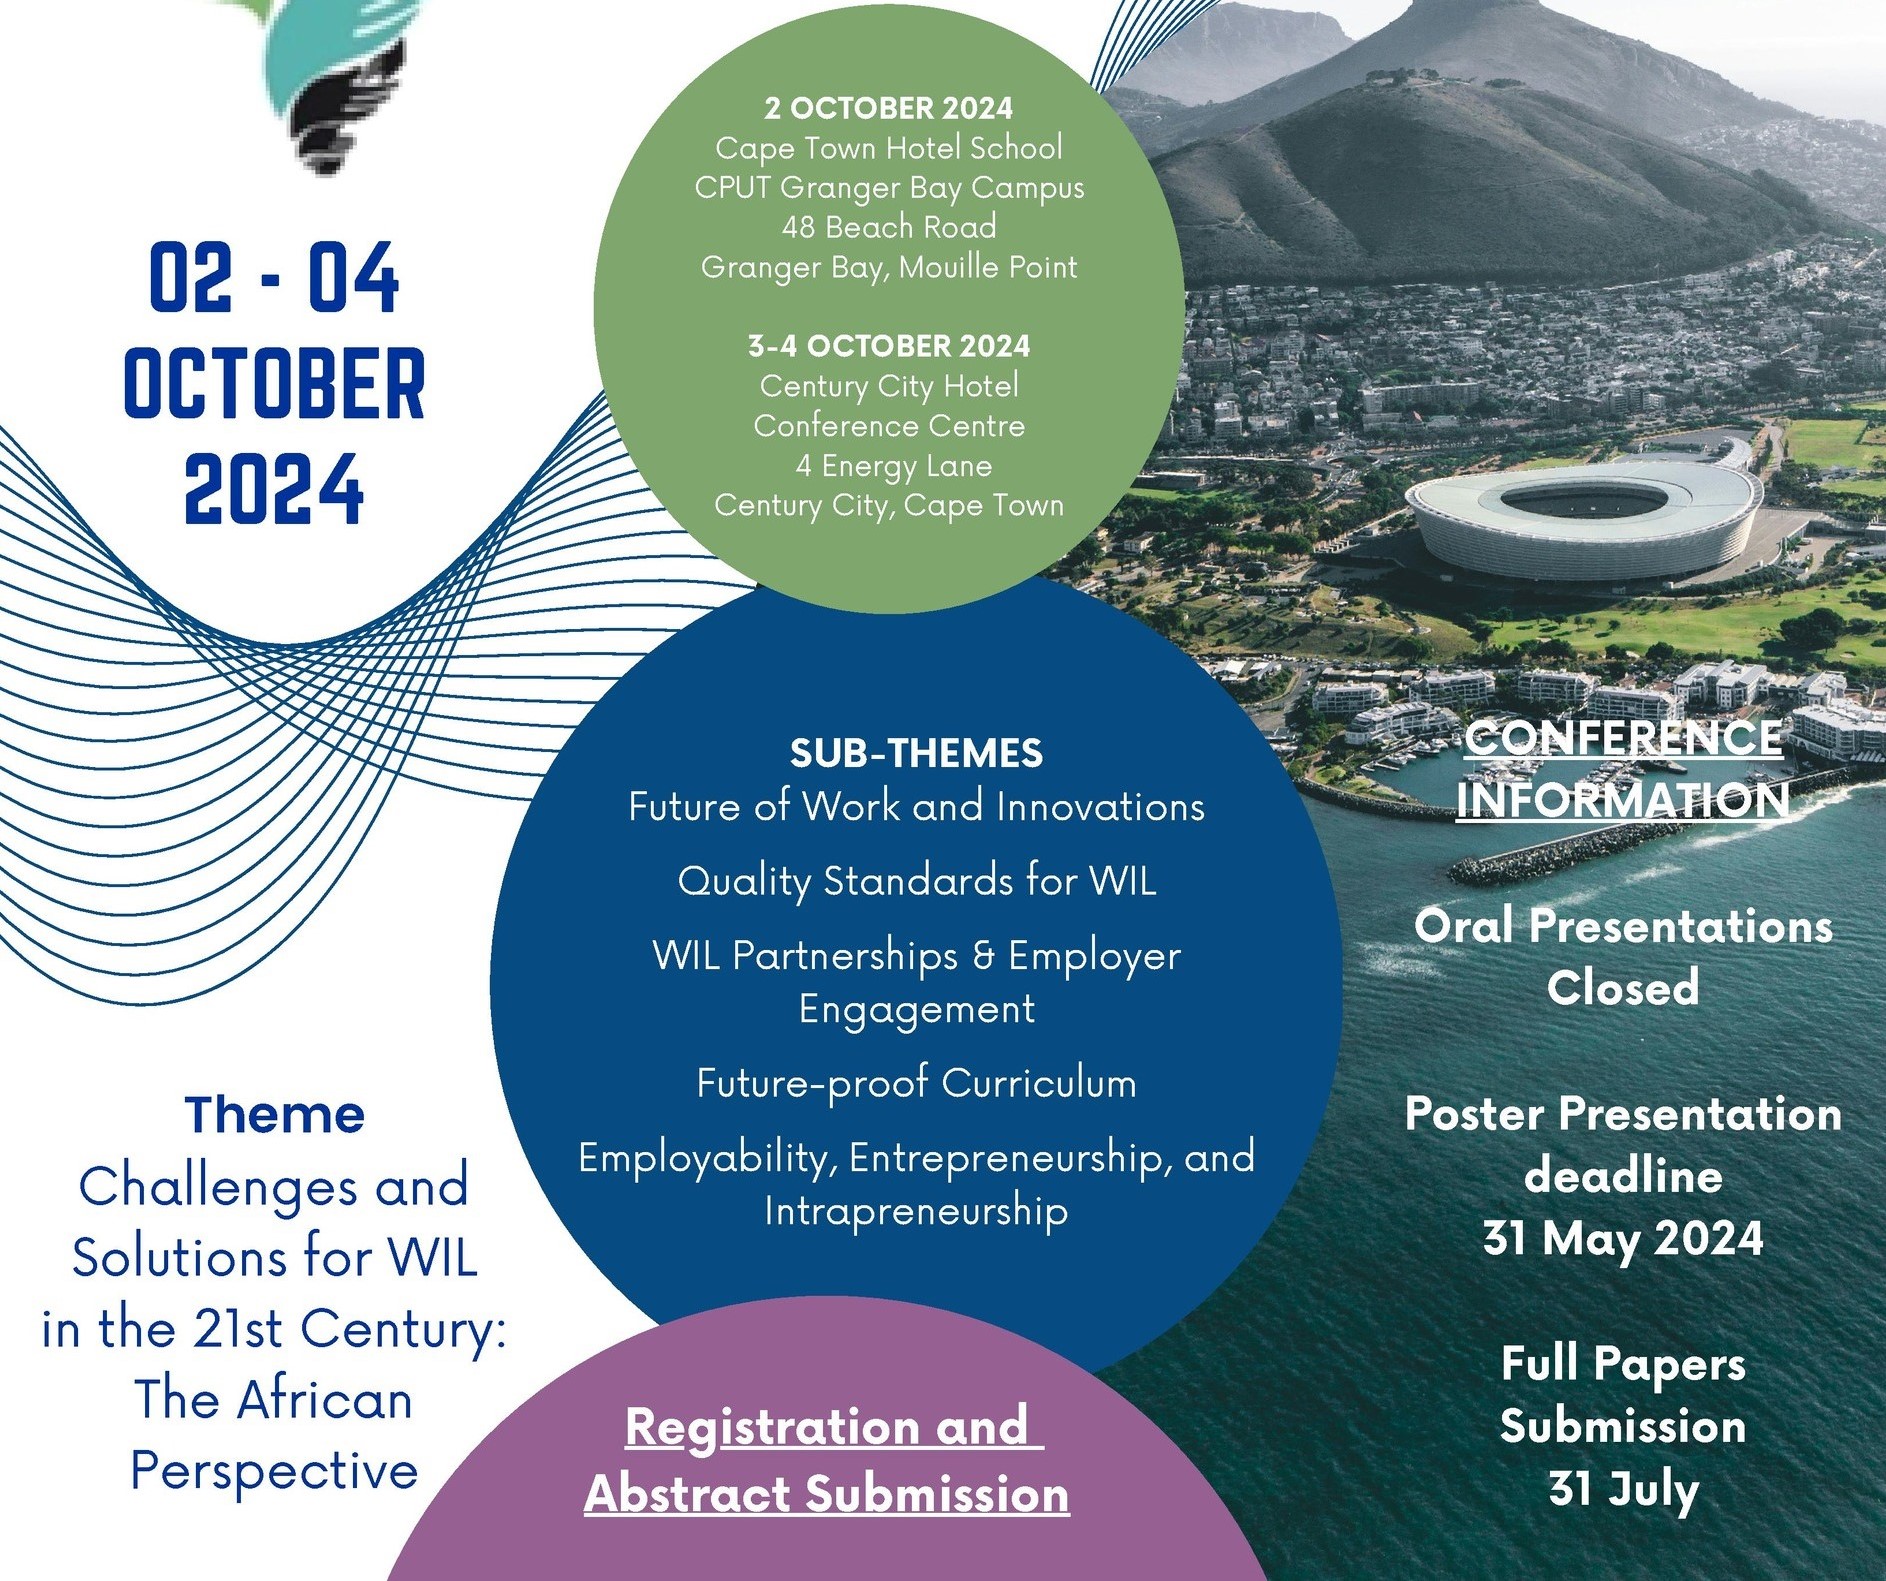 02 - 04
OCTOBER
2024
2 OCTOBER 2024
Cape Town Hotel School
CPUT Granger Bay Campus
48 Beach Road
Granger Bay, Mouille Point
3-4 OCTOBER 2024
Century City Hotel
Conference Centre
4 Energy Lane
Century City, Cape Town
SUB-THEMES
Future of Work and Innovations
Quality Standards for WIL
WIL Partnerships & Employer
Engagement
Future-proof Curriculum
Employability, Entrepreneurship, and
Intrapreneurship
Theme
Challenges and
Solutions for WIL
in the 21st Century:
The African
Perspective
Registration and
Abstract Submission
CONFERENCE
INFORMATION
Oral Presentations
Closed
Poster Presentation
deadline
31 May 2024
Full Papers
Submission
31 July